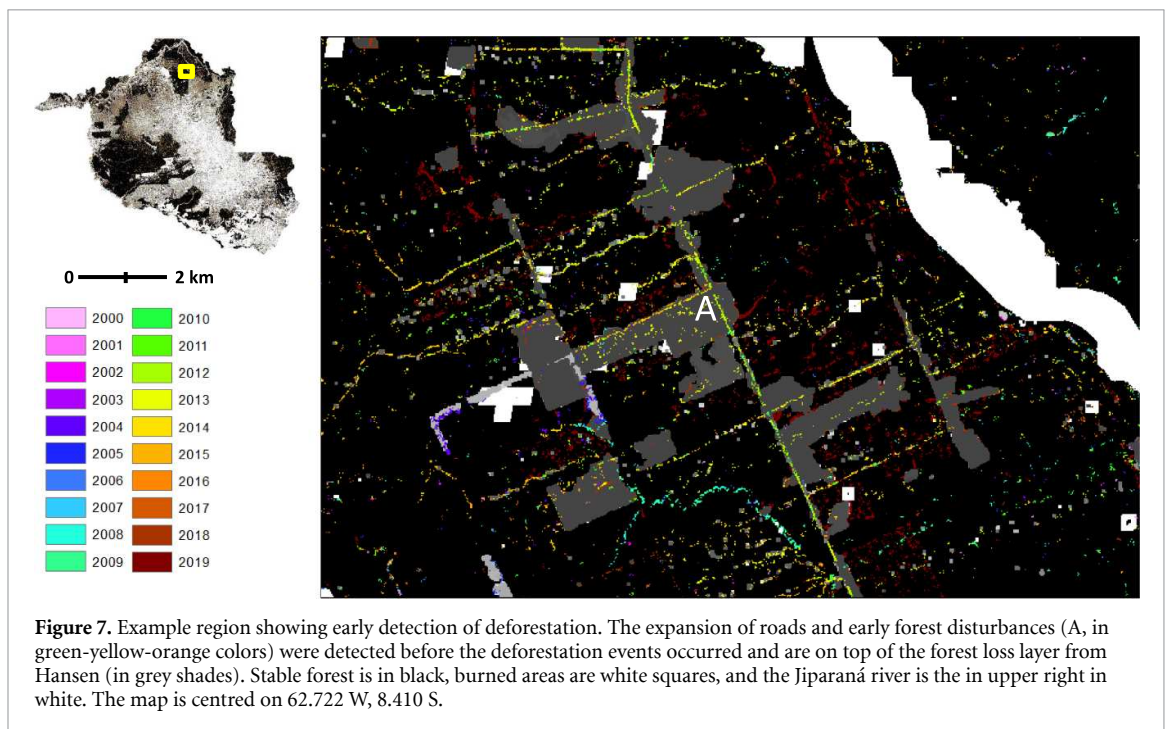 0 2 km
2000 2010
2001 2011
2002 2012
2003 2013
2004 2014
2005 2015
2006 2016
2007 2017
2008 2018
2009 2019
A
Figure 7. Example region showing early detection of deforestation. The expansion of roads and early forest disturbances (A, in
green-yellow-orange colors) were detected before the deforestation events occurred and are on top of the forest loss layer from
Hansen (in grey shades). Stable forest is in black, burned areas are white squares, and the Jiparaná river is the in upper right in
white. The map is centred on 62.722 W, 8.410 S.